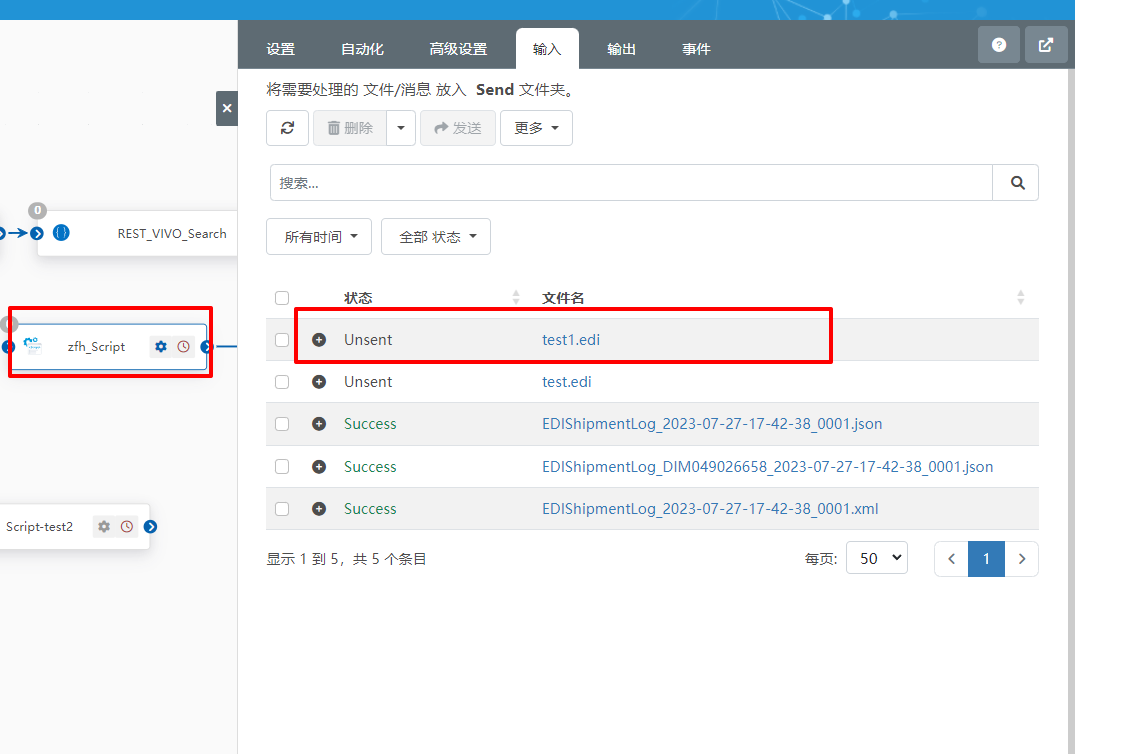 设置 自动化 高级设置 输入 输出 事件
将需要处理的 文件/消息 放入 Send 文件夹。
删除 发送 更多
搜索...
0
REST_VIVO_Search
所有时间 全部 状态
状态 文件名
zfh_Script
Unsent test1.edi
Unsent test.edi
Success EDIShipmentLog_2023-07-27-17-42-38_0001.json
Success EDIShipmentLog_DIM049026658_2023-07-27-17-42-38_0001.json
Success EDIShipmentLog_2023-07-27-17-42-38_0001.xml
Script-test2
显示 1 到 5，共 5 个条目 每页: 50 1